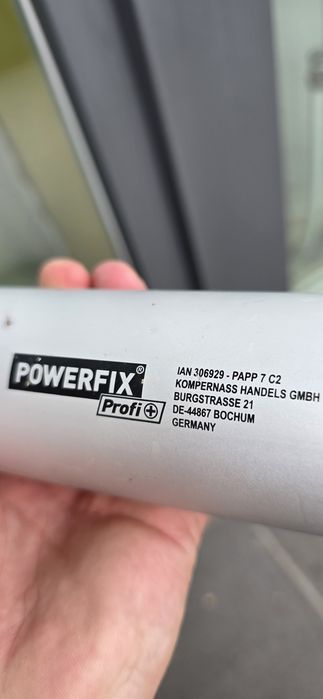 POWERFIX®
Profi+
IAN 306929 - PAPP 7 C2
KOMPERNASS HANDELS GMBH
BURGSTRASSE 21
DE-44867 BOCHUM
GERMANY